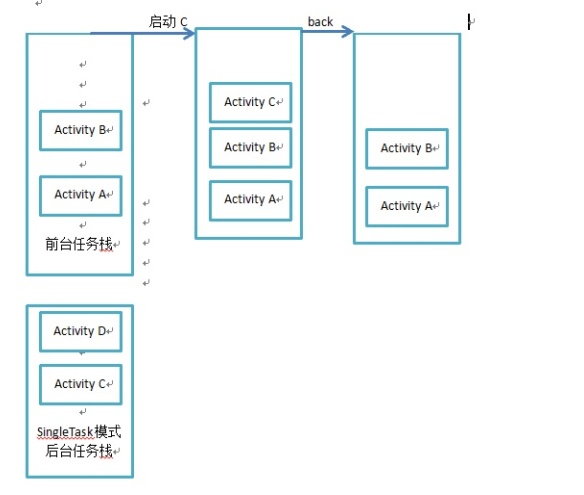 启动 C
back
Activity B
Activity A
前台任务栈
Activity C
Activity B
Activity A
Activity B
Activity A
Activity D
Activity C
SingleTask模式
后台任务栈